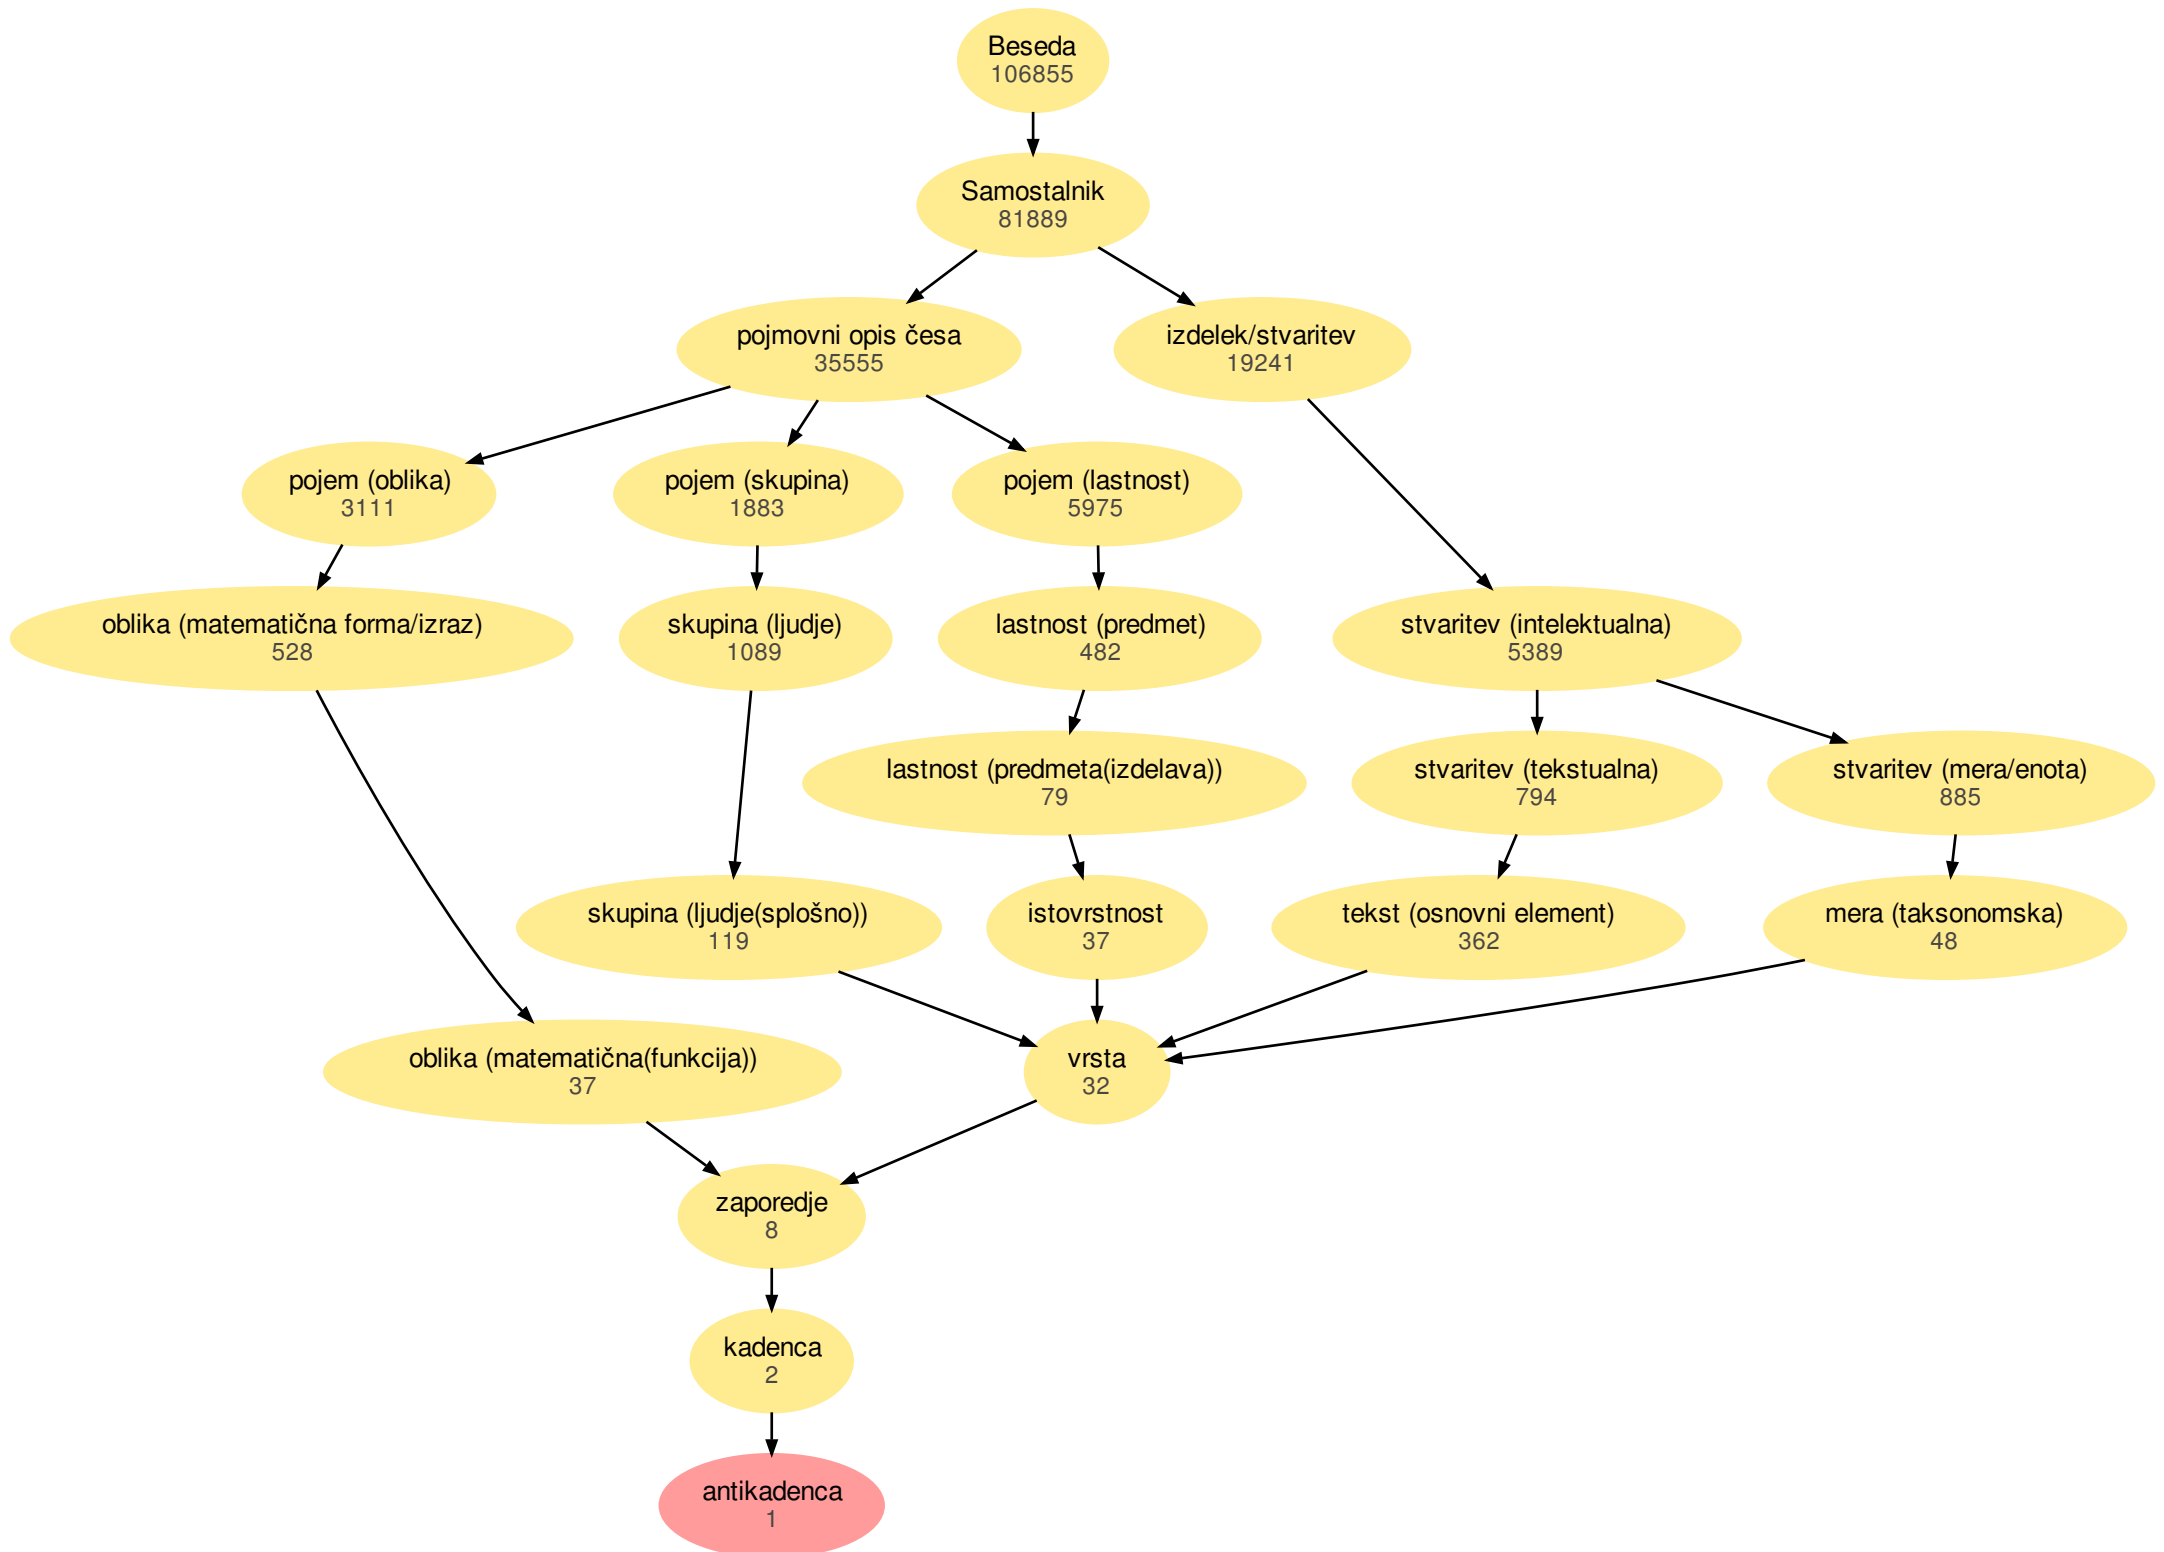 Beseda
106855
Samostalnik
81889
pojmovni opis česa
35555
izdelek/stvaritev
19241
pojem (oblika)
3111
pojem (skupina)
1883
pojem (lastnost)
5975
oblika (matematična forma/izraz)
528
skupina (ljudje)
1089
lastnost (predmet)
482
stvaritev (intelektualna)
5389
lastnost (predmeta(izdelava))
79
stvaritev (tekstualna)
794
stvaritev (mera/enota)
885
skupina (ljudje(splošno))
119
istovrstnost
37
tekst (osnovni element)
362
mera (taksonomska)
48
oblika (matematična(funkcija))
37
vrsta
32
zaporedje
8
kadenca
2
antikadenca
1